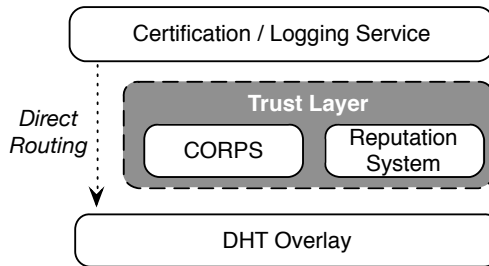 Certification / Logging Service
Direct
Routing
Trust Layer
CORPS
Reputation
System
DHT Overlay